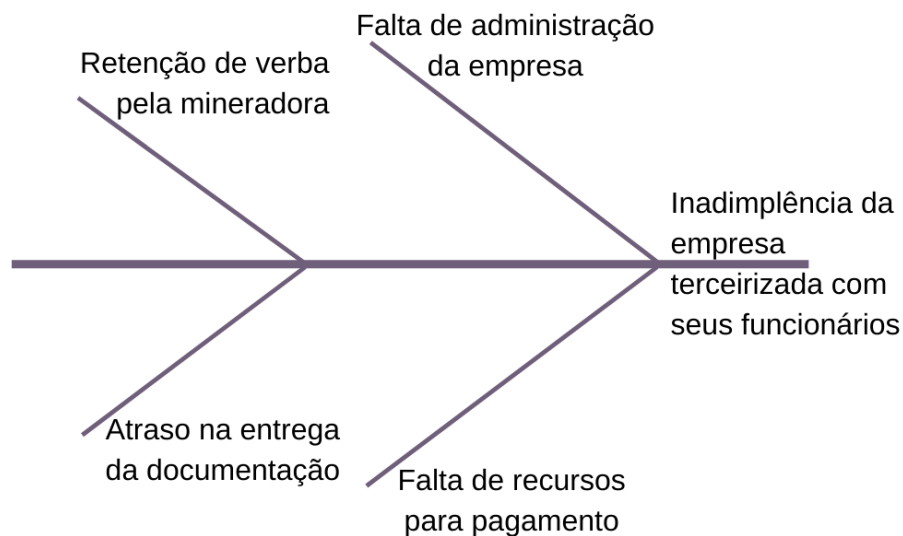 Falta de administração
da empresa
Retenção de verba
pela mineradora
Inadimplência da
empresa
terceirizada com
seus funcionários
Atraso na entrega
da documentação
Falta de recursos
para pagamento